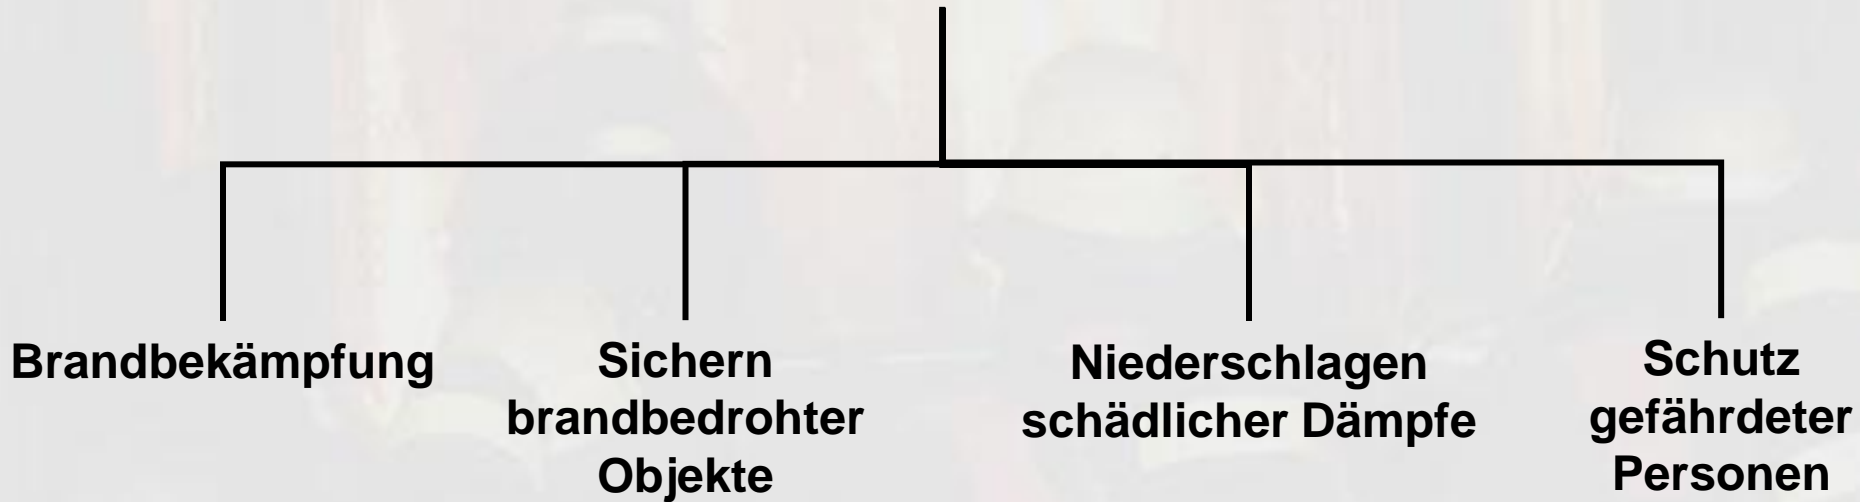 Brandbekämpfung
Sichern
brandbedrohter
Objekte
Niederschlagen
schädlicher Dämpfe
Schutz
gefährdeter
Personen